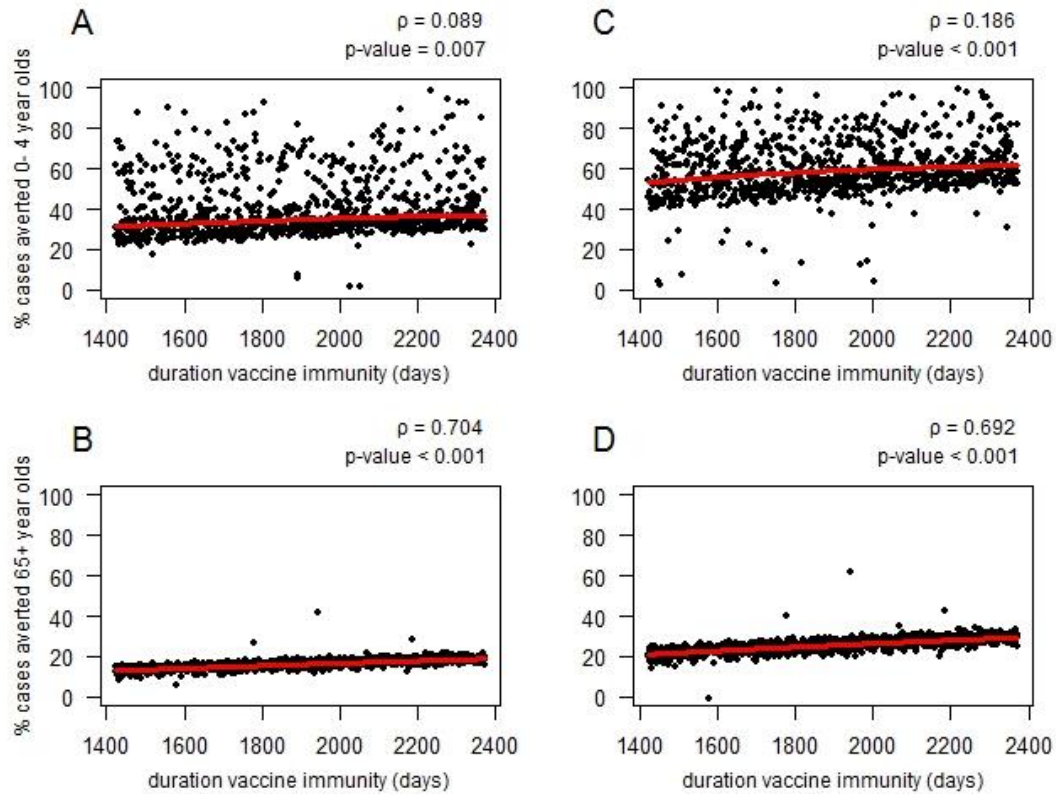 A
ρ = 0.089
p-value = 0.007
% cases averted 0- 4 year olds
100
80
60
40
20
0
1400 1600 1800 2000 2200 2400
duration vaccine immunity (days)
C
ρ = 0.186
p-value < 0.001
100
80
60
40
20
0
1400 1600 1800 2000 2200 2400
duration vaccine immunity (days)
B
ρ = 0.704
p-value < 0.001
% cases averted 65+ year olds
100
80
60
40
20
0
1400 1600 1800 2000 2200 2400
duration vaccine immunity (days)
D
ρ = 0.692
p-value < 0.001
100
80
60
40
20
0
1400 1600 1800 2000 2200 2400
duration vaccine immunity (days)